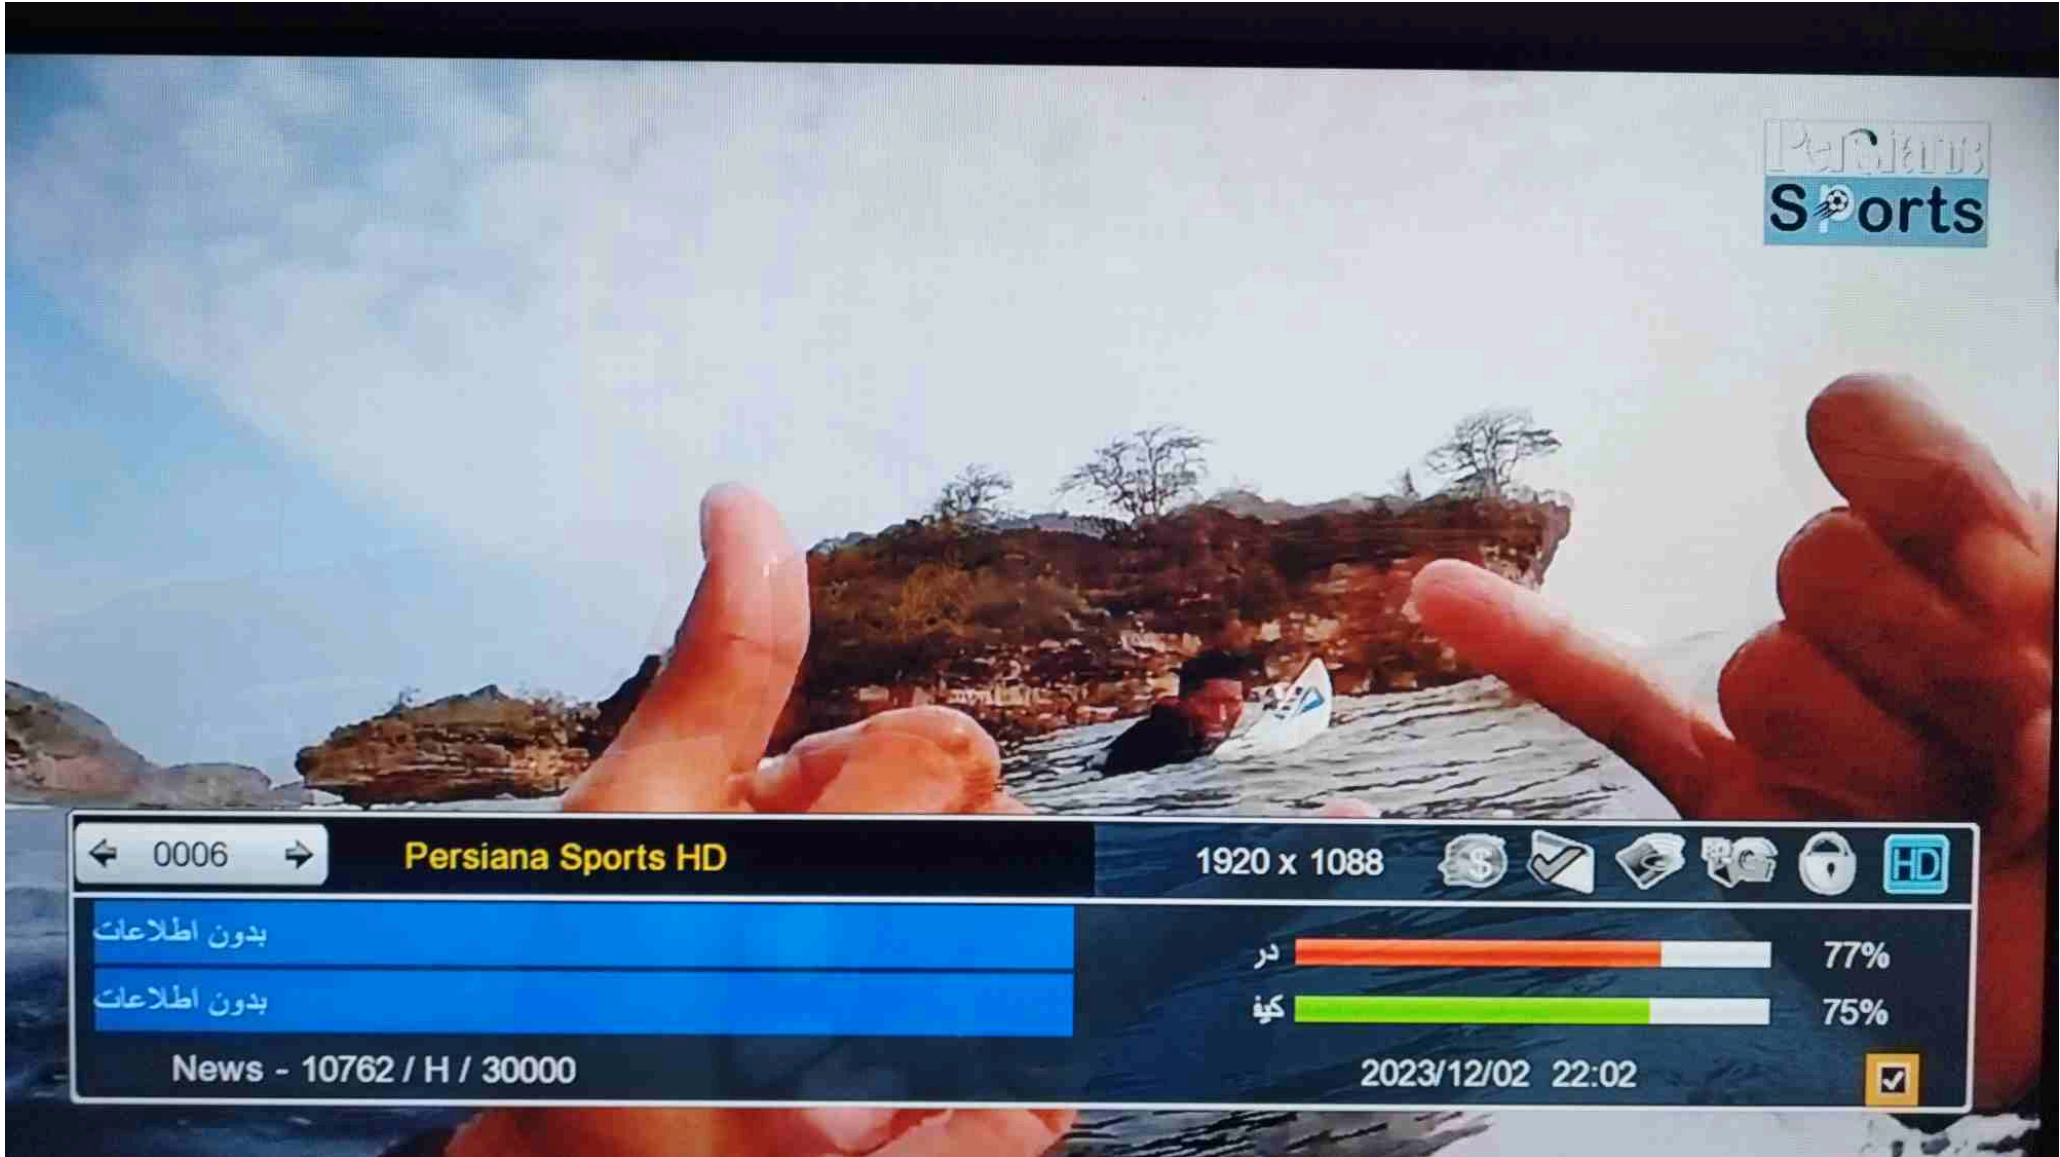 Persiana
Sports
0006
Persiana Sports HD
1920 x 1088
HD
بدون اطلاعات
در
77%
بدون اطلاعات
کیف
75%
News - 10762 / H / 30000
2023/12/02 22:02